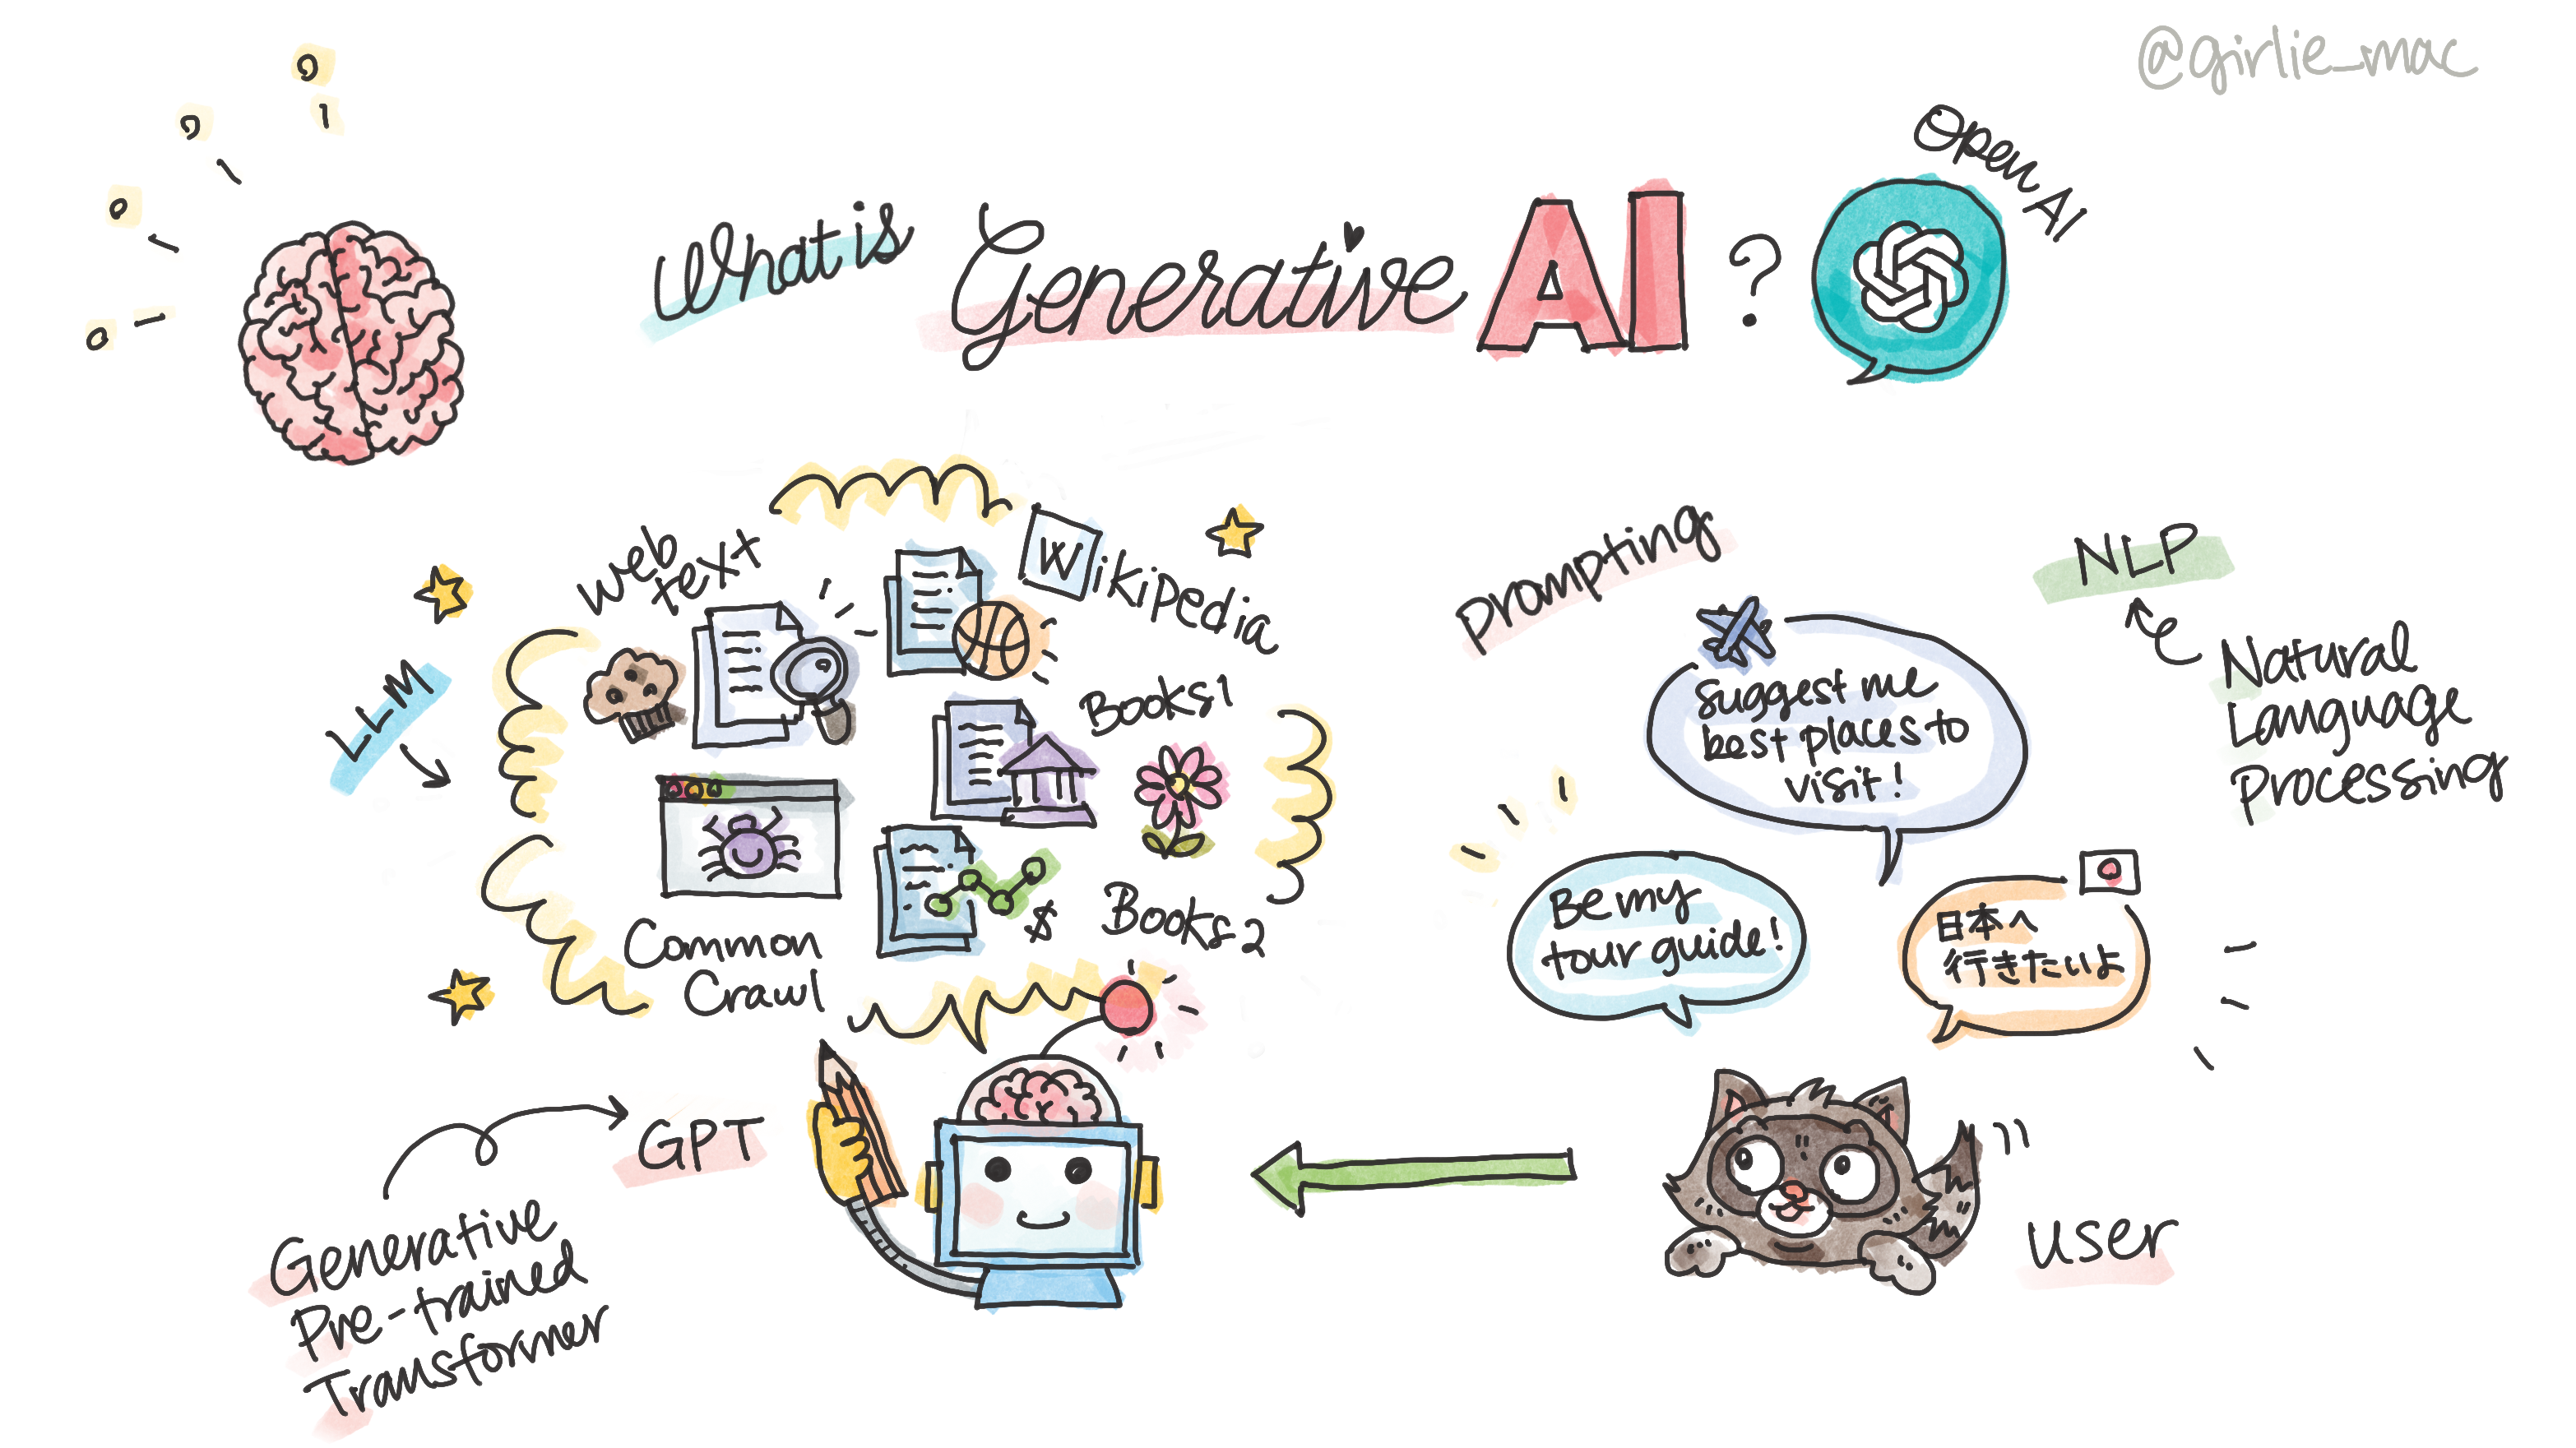 @girlie_mac
What is Generative AI ?
Open AI
0
1
0
1
0
1
0
1
Web
text
Wikipedia
LLM
Books1
Common
Crawl
$
Books2
GPT
Generative
Pre-trained
Transformer
Prompting
NLP
Natural
Language
Processing
Suggest me
best places to
visit!
Be my
tour guide!
日本へ
行きたいよ
user